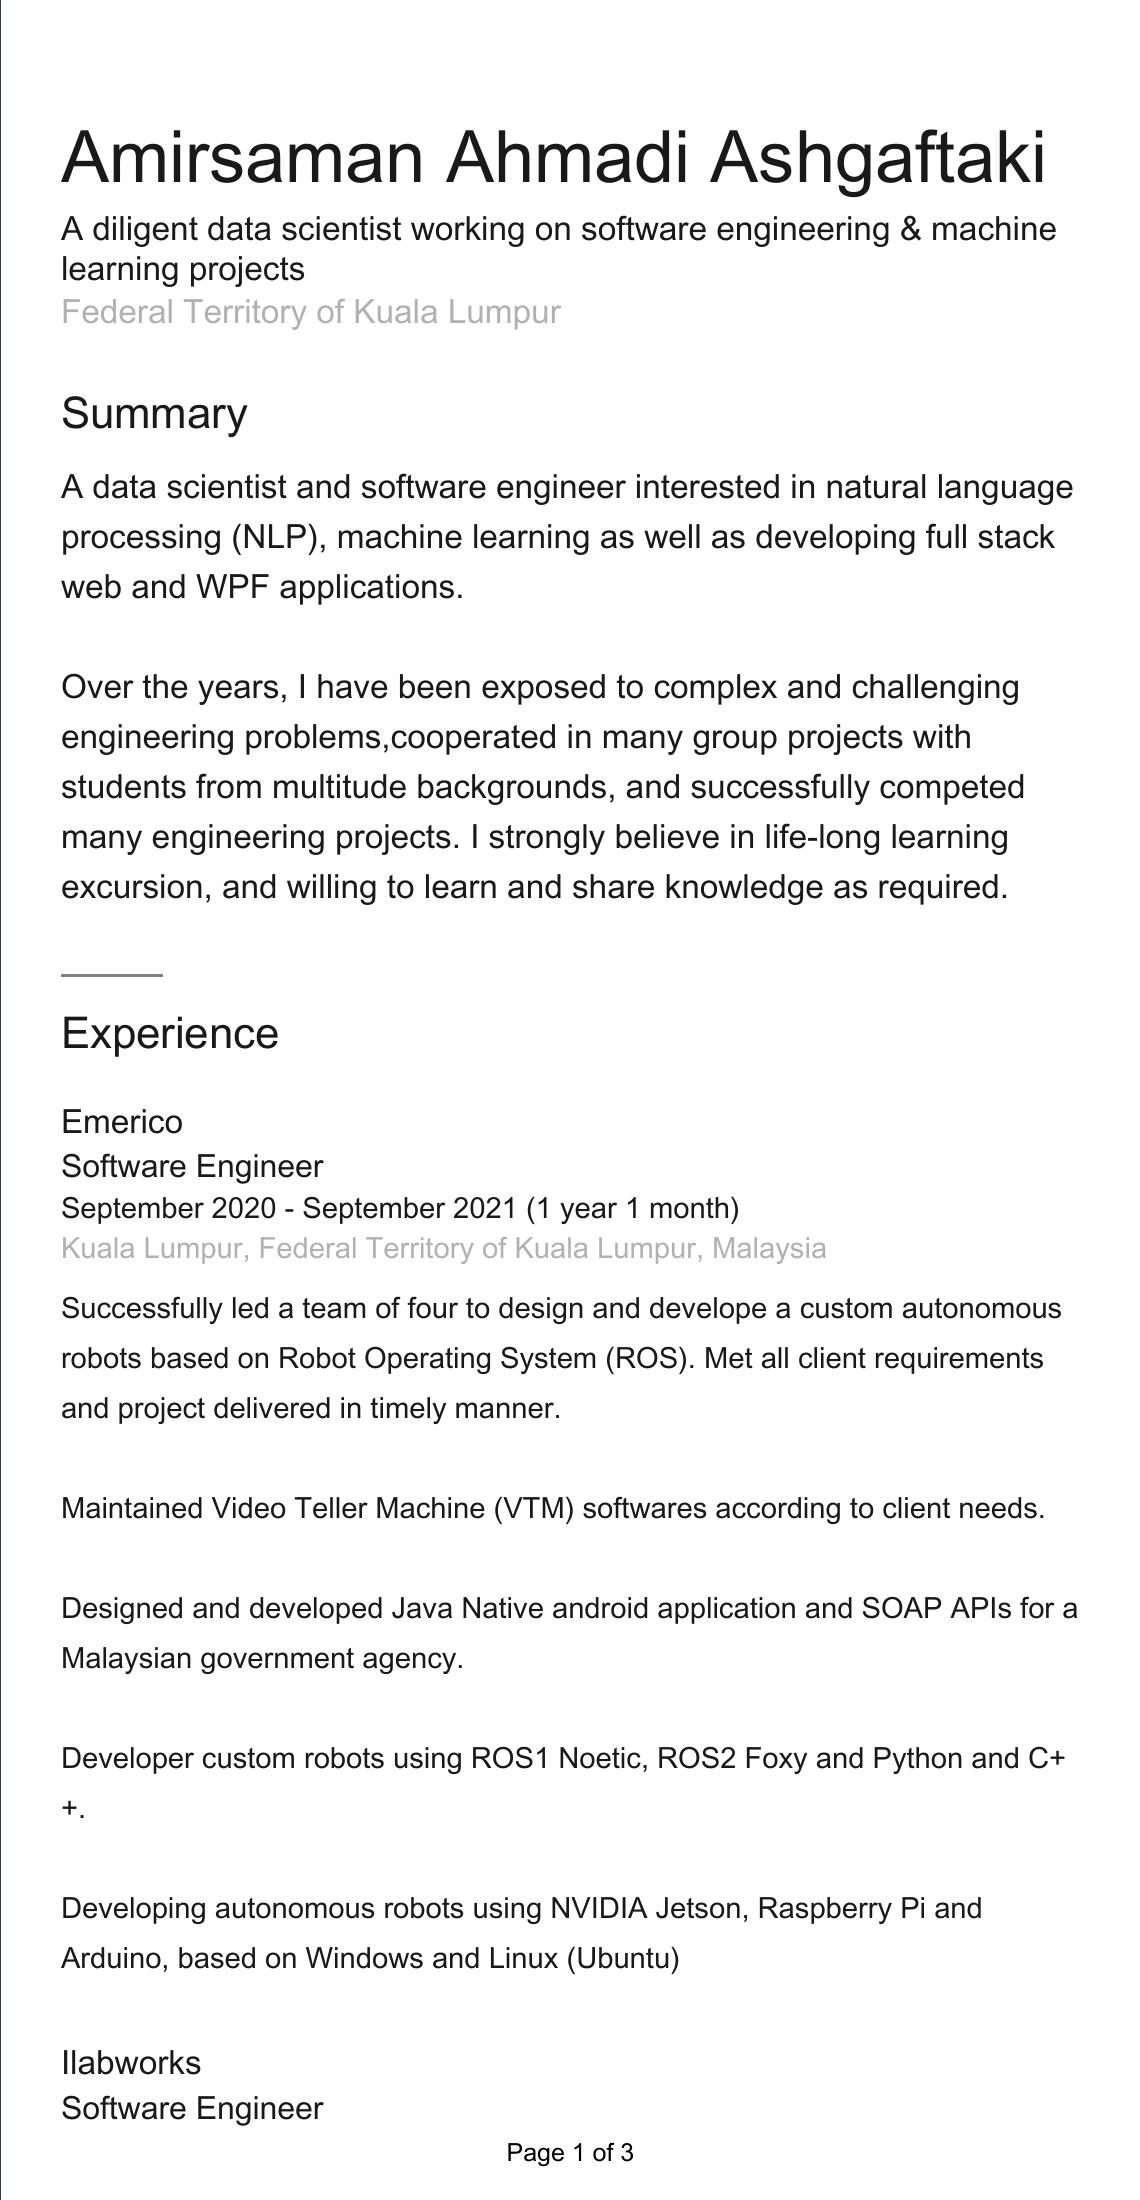 Amirsaman Ahmadi Ashgaftaki
A diligent data scientist working on software engineering & machine
learning projects
Federal Territory of Kuala Lumpur
Summary
A data scientist and software engineer interested in natural language
processing (NLP), machine learning as well as developing full stack
web and WPF applications.
Over the years, I have been exposed to complex and challenging
engineering problems,cooperated in many group projects with
students from multitude backgrounds, and successfully competed
many engineering projects. I strongly believe in life-long learning
excursion, and willing to learn and share knowledge as required.
Experience
Emerico
Software Engineer
September 2020 - September 2021 (1 year 1 month)
Kuala Lumpur, Federal Territory of Kuala Lumpur, Malaysia
Successfully led a team of four to design and develope a custom autonomous
robots based on Robot Operating System (ROS). Met all client requirements
and project delivered in timely manner.
Maintained Video Teller Machine (VTM) softwares according to client needs.
Designed and developed Java Native android application and SOAP APIs for a
Malaysian government agency.
Developer custom robots using ROS1 Noetic, ROS2 Foxy and Python and C+
+.
Developing autonomous robots using NVIDIA Jetson, Raspberry Pi and
Arduino, based on Windows and Linux (Ubuntu)
Ilabworks
Software Engineer
Page 1 of 3